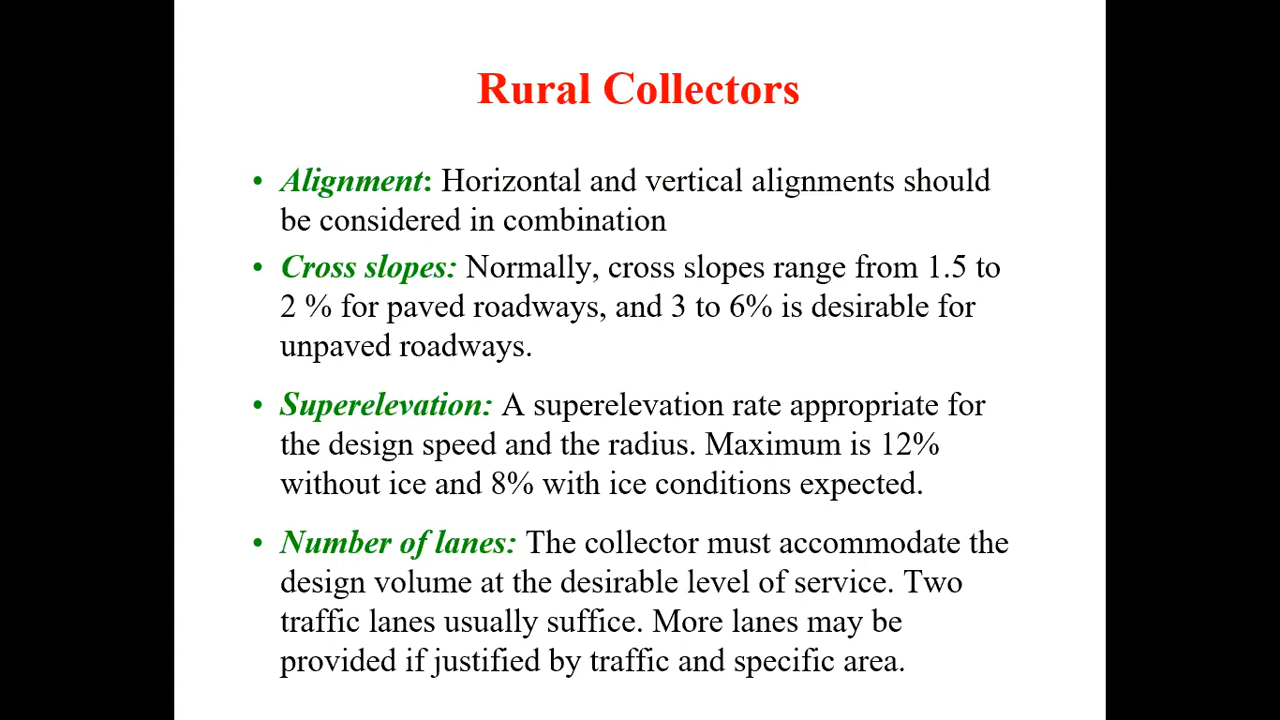 Rural Collectors
• Alignment: Horizontal and vertical alignments should
be considered in combination
• Cross slopes: Normally, cross slopes range from 1.5 to
2 % for paved roadways, and 3 to 6% is desirable for
unpaved roadways.
• Superelevation: A superelevation rate appropriate for
the design speed and the radius. Maximum is 12%
without ice and 8% with ice conditions expected.
• Number of lanes: The collector must accommodate the
design volume at the desirable level of service. Two
traffic lanes usually suffice. More lanes may be
provided if justified by traffic and specific area.